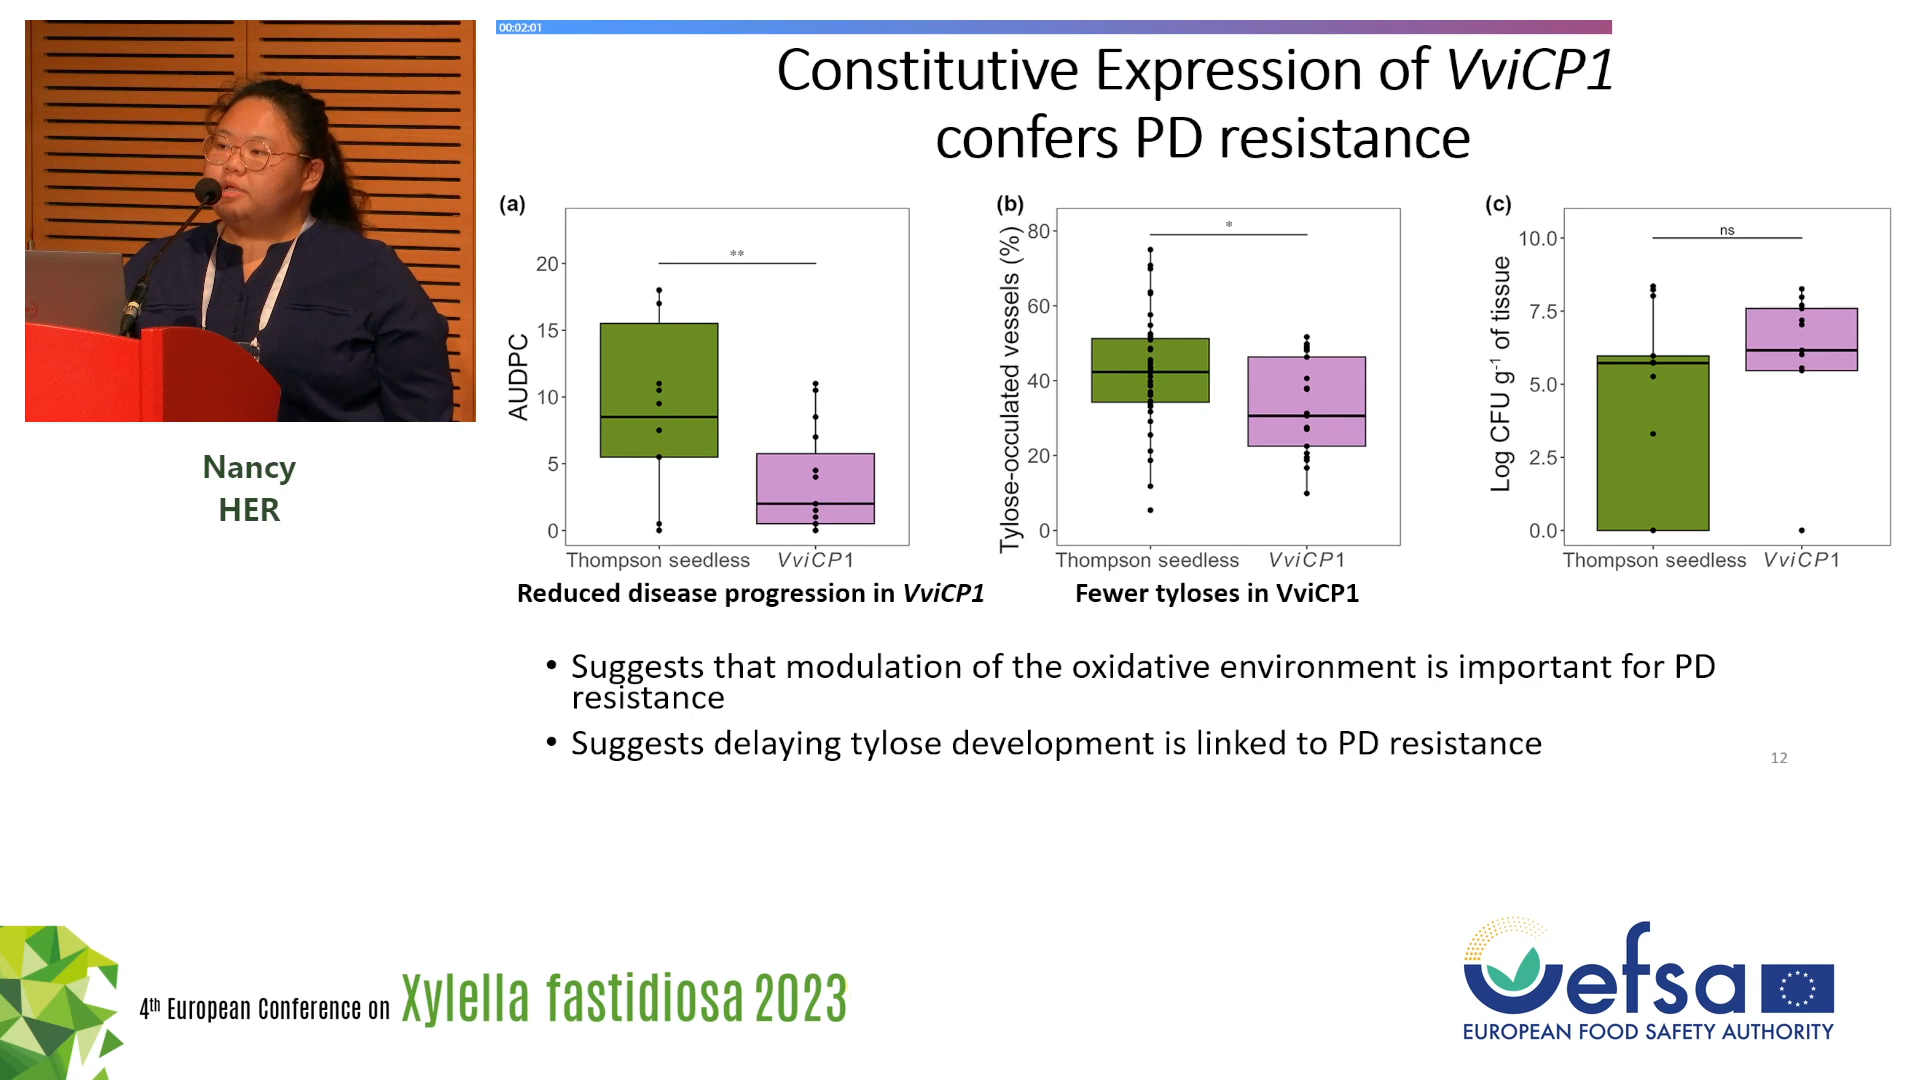 00:02:01
Constitutive Expression of VviCP1
confers PD resistance
Nancy
HER
(a)
AUDPC
20
15
10
5
0
**
Thompson seedless VviCP1
Reduced disease progression in VviCP1
(b)
Tylose-occulated vessels (%)
80
60
40
20
0
*
Thompson seedless VviCP1
Fewer tyloses in VviCP1
(c)
Log CFU g-1 of tissue
10.0
7.5
5.0
2.5
0.0
ns
Thompson seedless VviCP1
• Suggests that modulation of the oxidative environment is important for PD
resistance
• Suggests delaying tylose development is linked to PD resistance
12
4th European Conference on Xylella fastidiosa 2023
efsa
EUROPEAN FOOD SAFETY AUTHORITY